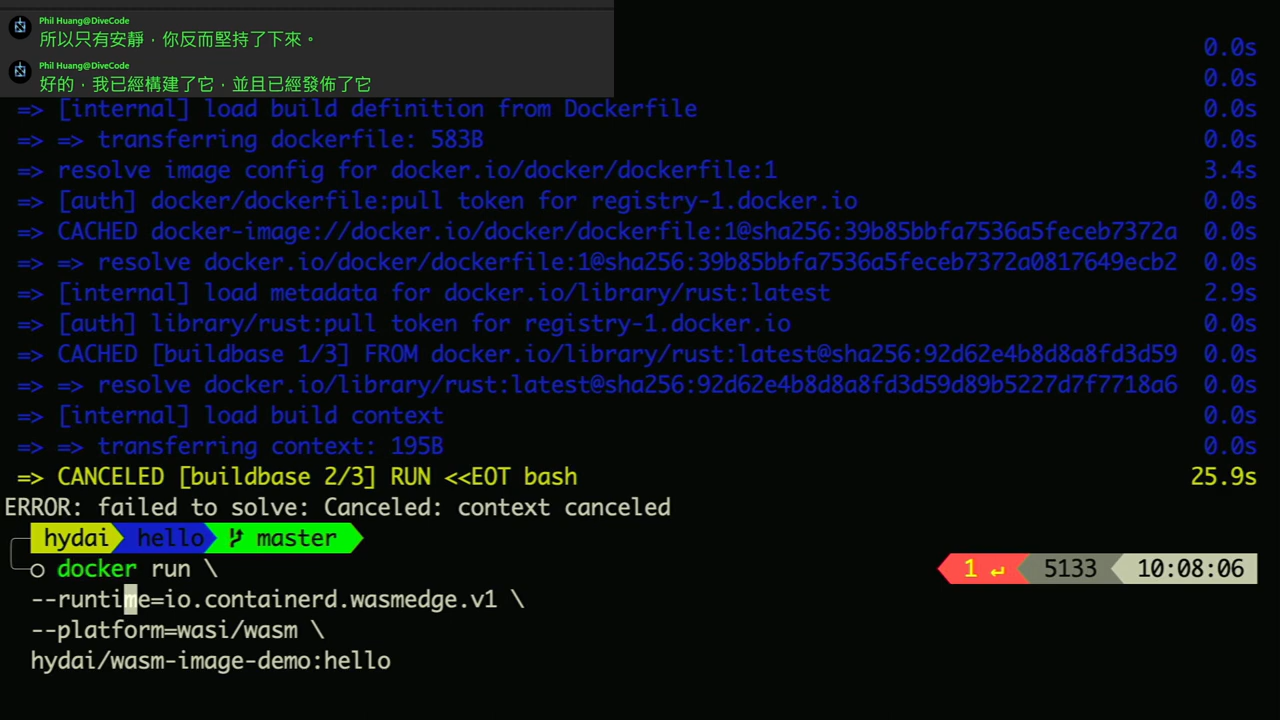 Phil Huang@DiveCode
所以只有安靜，你反而堅持了下來。
Phil Huang@DiveCode
好的，我已經構建了它，並且已經發佈了它
0.0s
0.0s
=> [internal] load build definition from Dockerfile 0.0s
=> => transferring dockerfile: 583B 0.0s
=> resolve image config for docker.io/docker/dockerfile:1 3.4s
=> [auth] docker/dockerfile:pull token for registry-1.docker.io 0.0s
=> CACHED docker-image://docker.io/docker/dockerfile:1@sha256:39b85bbfa7536a5feceb7372a 0.0s
=> => resolve docker.io/docker/dockerfile:1@sha256:39b85bbfa7536a5feceb7372a0817649ecb2 0.0s
=> [internal] load metadata for docker.io/library/rust:latest 2.9s
=> [auth] library/rust:pull token for registry-1.docker.io 0.0s
=> CACHED [buildbase 1/3] FROM docker.io/library/rust:latest@sha256:92d62e4b8d8a8fd3d59 0.0s
=> => resolve docker.io/library/rust:latest@sha256:92d62e4b8d8a8fd3d59d89b5227d7f7718a6 0.0s
=> [internal] load build context 0.0s
=> => transferring context: 195B 0.0s
=> CANCELED [buildbase 2/3] RUN <<EOT bash 25.9s
ERROR: failed to solve: Canceled: context canceled
hydai hello master
docker run \ 1 ↵ 5133 10:08:06
--runtime=io.containerd.wasmedge.v1 \
--platform=wasi/wasm \
hydai/wasm-image-demo:hello